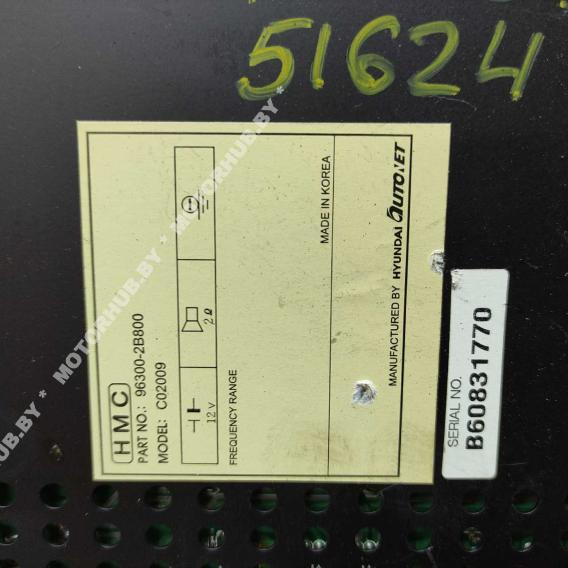 51624
HMC
PART NO.: 96300-2B800
MODEL: C02009
12 V
2 Ω
FREQUENCY RANGE
MADE IN KOREA
MANUFACTURED BY HYUNDAI AUTONET
SERIAL NO.
B60831770
MOTORHUB.BY * MOTORHUB.BY *